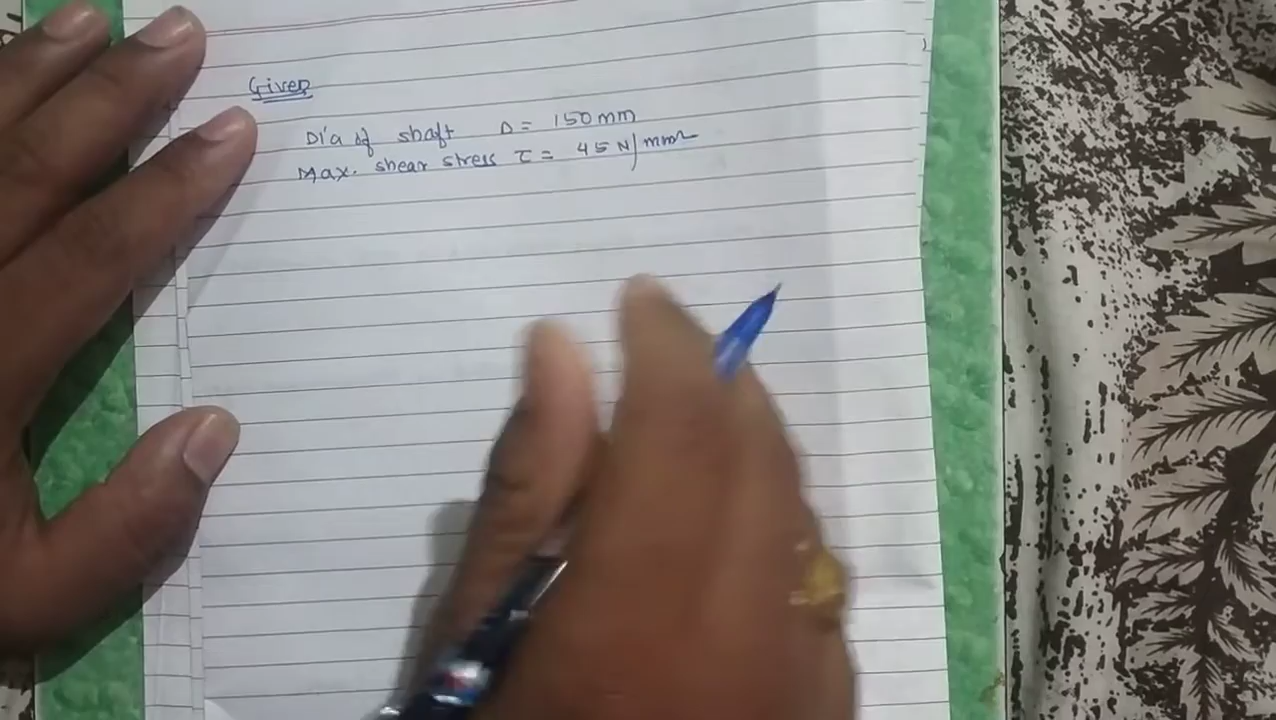 Given
Dia of shaft D = 150 mm
Max. shear stress τ = 45 N/mm²